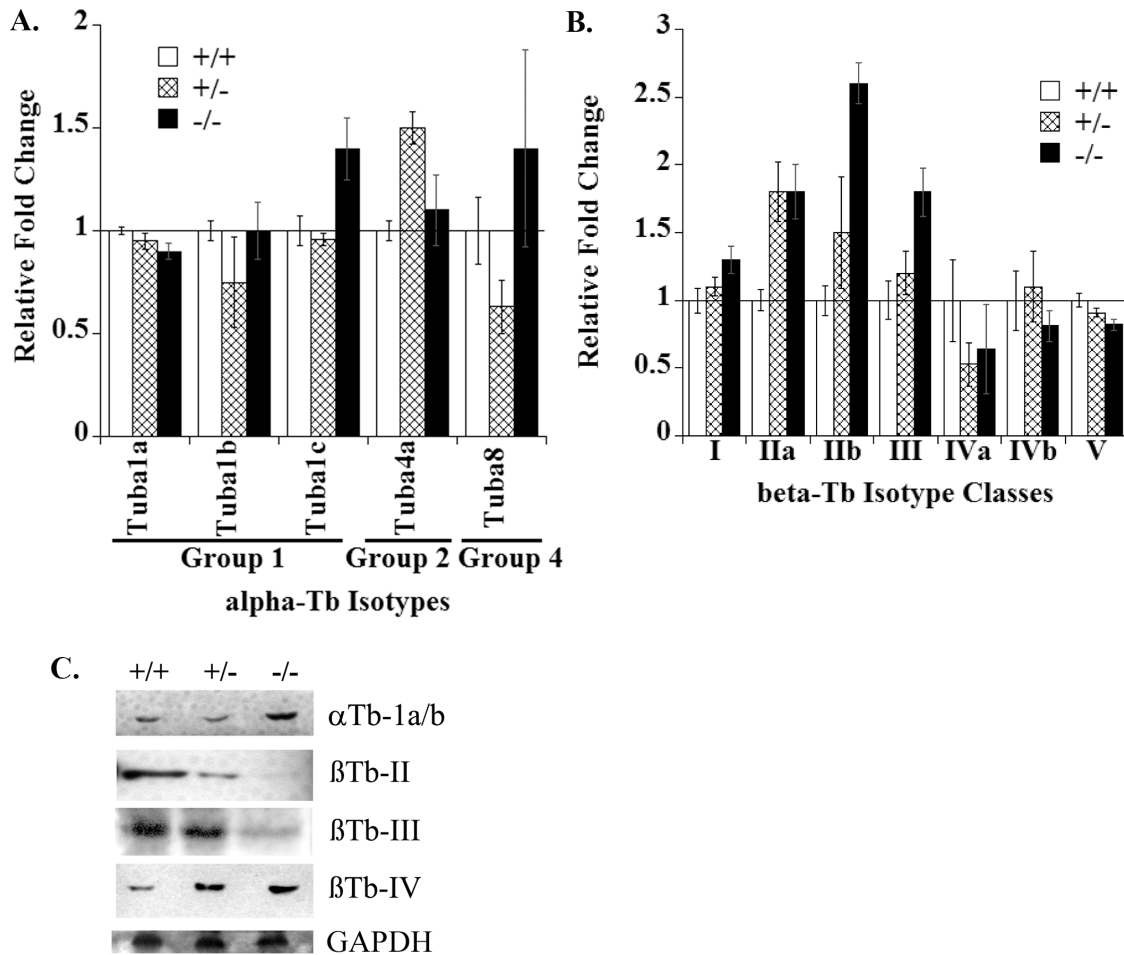 A.
Relative Fold Change
2
1.5
1
0.5
0
+/+
+/-
-/-
Tuba1a
Tuba1b
Tuba1c
Tuba4a
Tuba8
Group 1
Group 2
Group 4
alpha-Tb Isotypes
B.
Relative Fold Change
3
2.5
2
1.5
1
0.5
0
+/+
+/-
-/-
I
IIa
IIb
III
IVa
IVb
V
beta-Tb Isotype Classes
C.
+/+ +/- -/-
αTb-1a/b
ßTb-II
ßTb-III
ßTb-IV
GAPDH